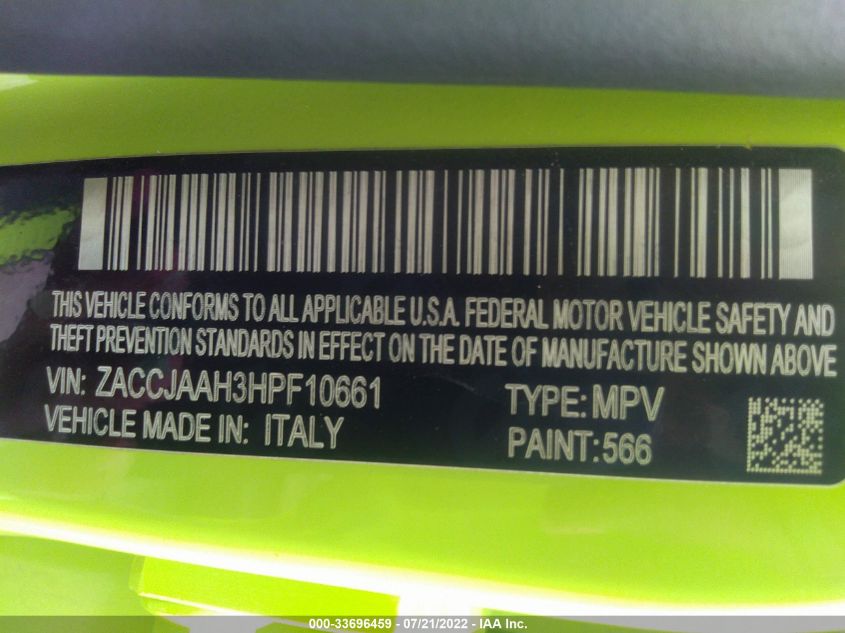 THIS VEHICLE CONFORMS TO ALL APPLICABLE U.S.A. FEDERAL MOTOR VEHICLE SAFETY AND
THEFT PREVENTION STANDARDS IN EFFECT ON THE DATE OF MANUFACTURE SHOWN ABOVE
VIN: ZACCJAAH3HPF10661
TYPE: MPV
VEHICLE MADE IN: ITALY
PAINT: 566
000-33696459 - 07/21/2022 - IAA Inc.